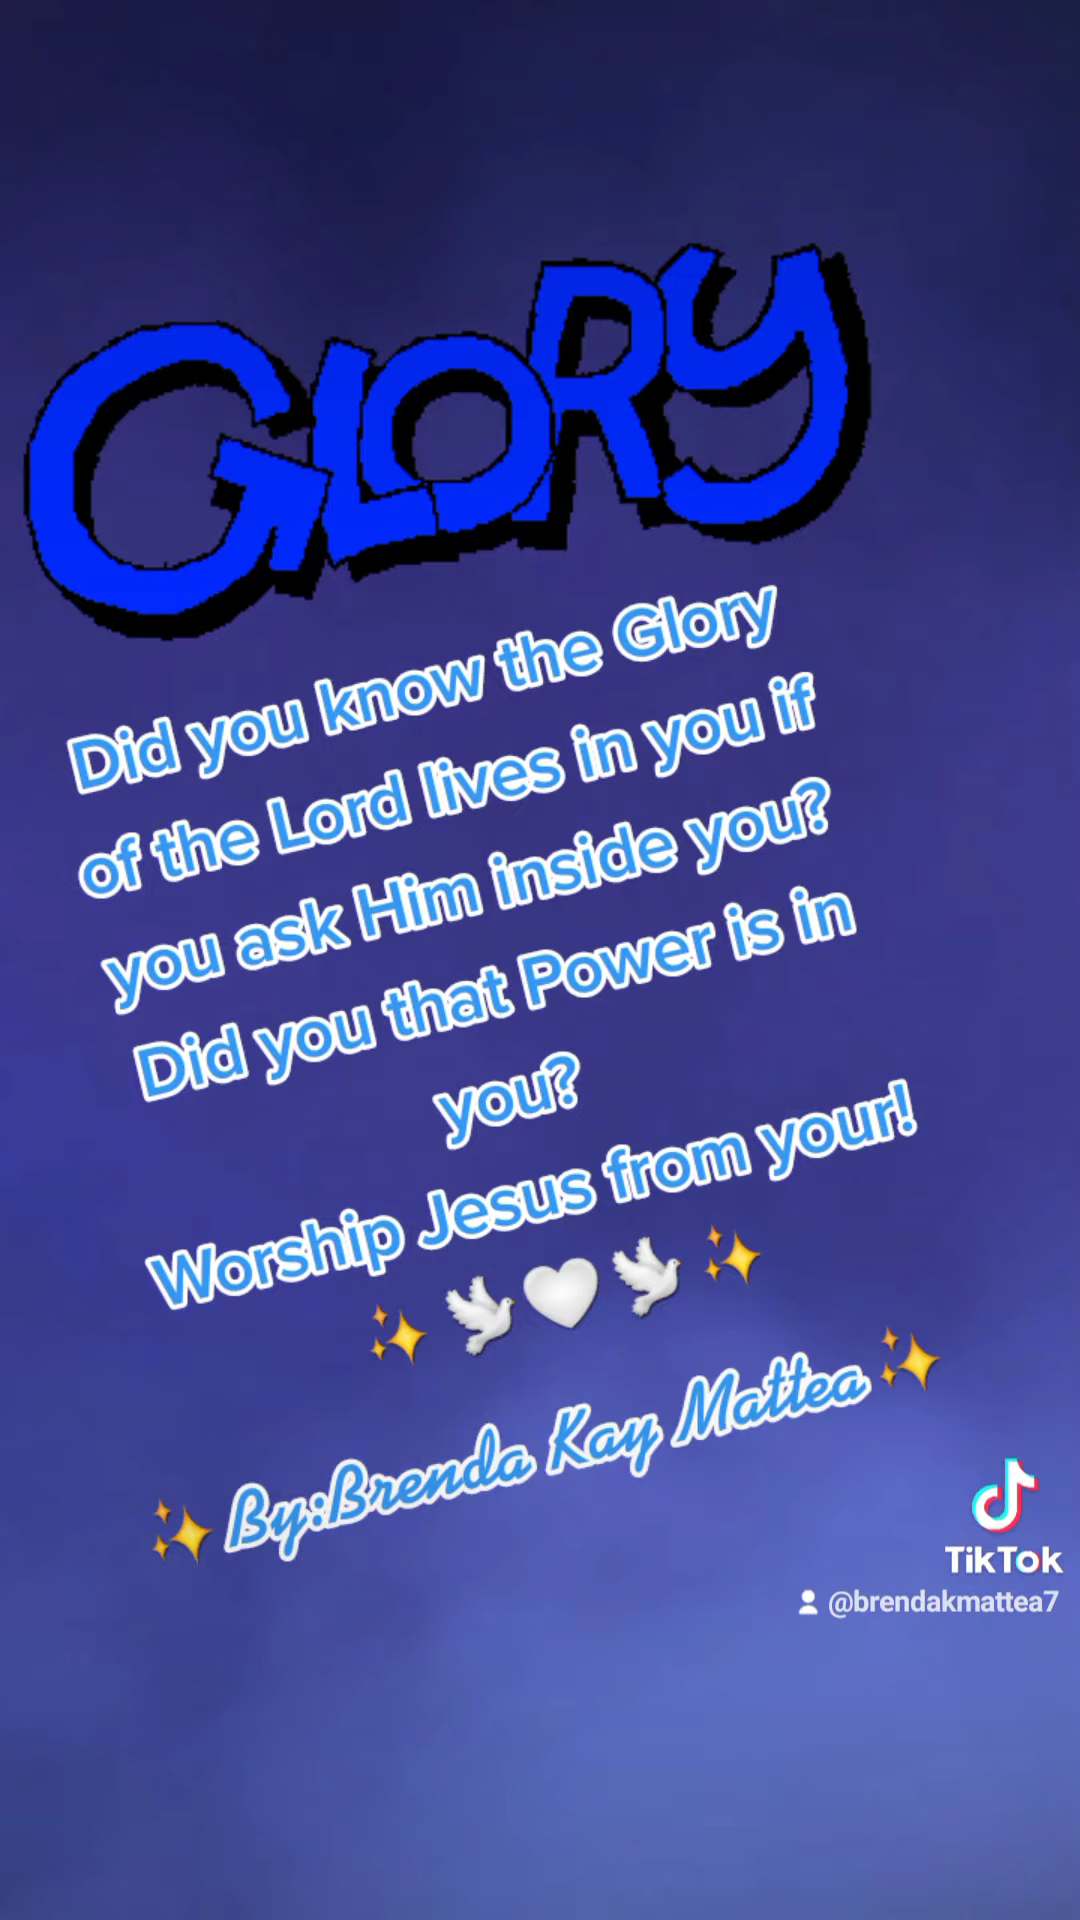 GLORY
Did you know the Glory
of the Lord lives in you if
you ask Him inside you?
Did you that Power is in
you?
Worship Jesus from your!
✨ 🕊🤍🕊 ✨
✨ By:Brenda Kay Mattea ✨
TikTok
@brendakmattea7